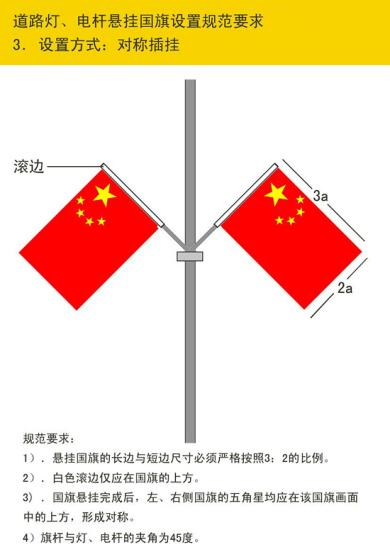 道路灯、电杆悬挂国旗设置规范要求
3. 设置方式：对称插挂
滚边
3a
2a
规范要求：
1）．悬挂国旗的长边与短边尺寸必须严格按照3：2的比例。
2）．白色滚边仅应在国旗的上方。
3）．国旗悬挂完成后，左、右侧国旗的五角星均应在该国旗画面
中的上方，形成对称。
4）旗杆与灯、电杆的夹角为45度。